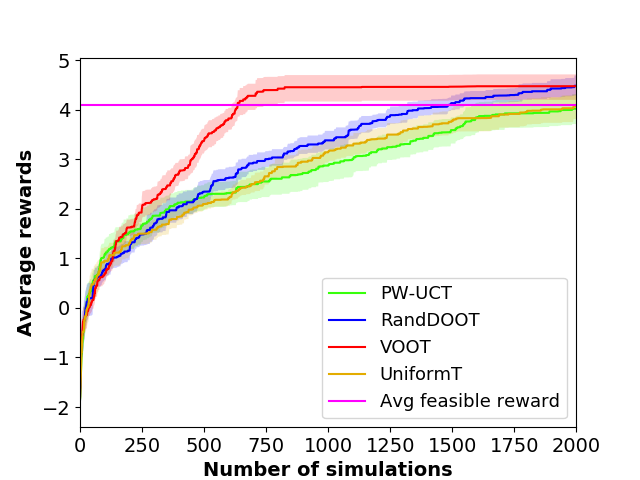 5
4
3
2
1
0
−1
−2
Average rewards
0 250 500 750 1000 1250 1500 1750 2000
Number of simulations
PW-UCT
RandDOOT
VOOT
UniformT
Avg feasible reward